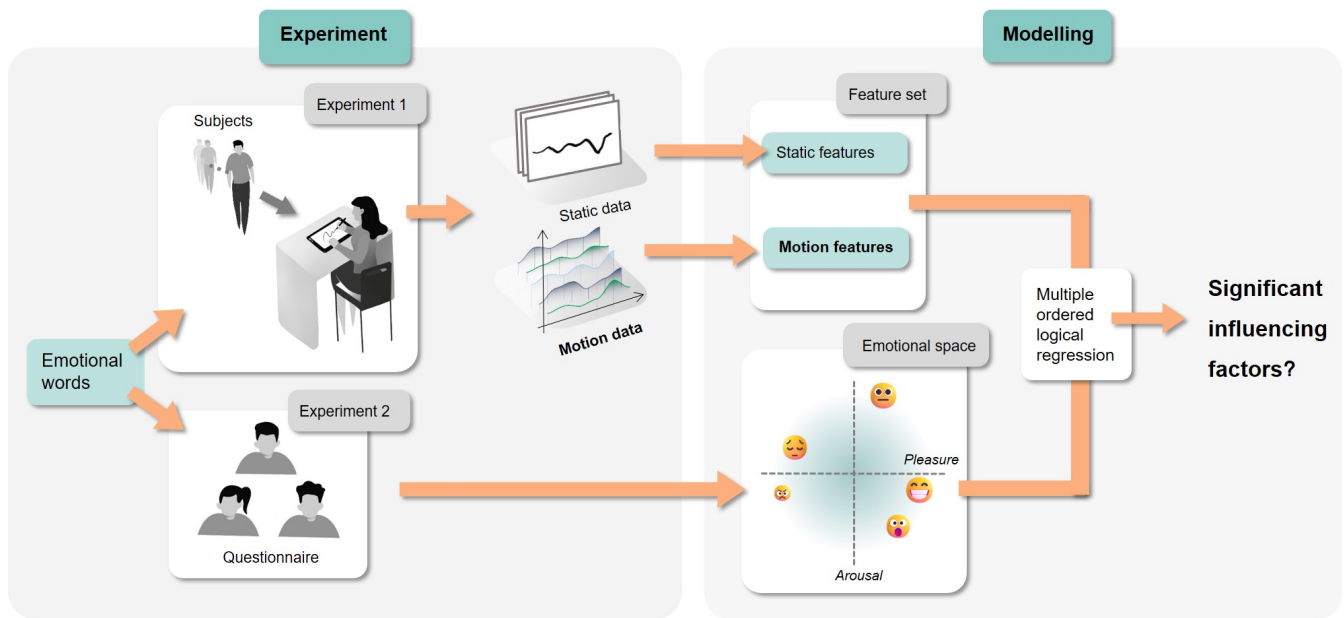 Experiment
Experiment 1
Subjects
Static data
Motion data
Emotional
words
Experiment 2
Questionnaire
Modelling
Feature set
Static features
Motion features
Emotional space
Pleasure
Arousal
Multiple
ordered
logical
regression
Significant
influencing
factors?